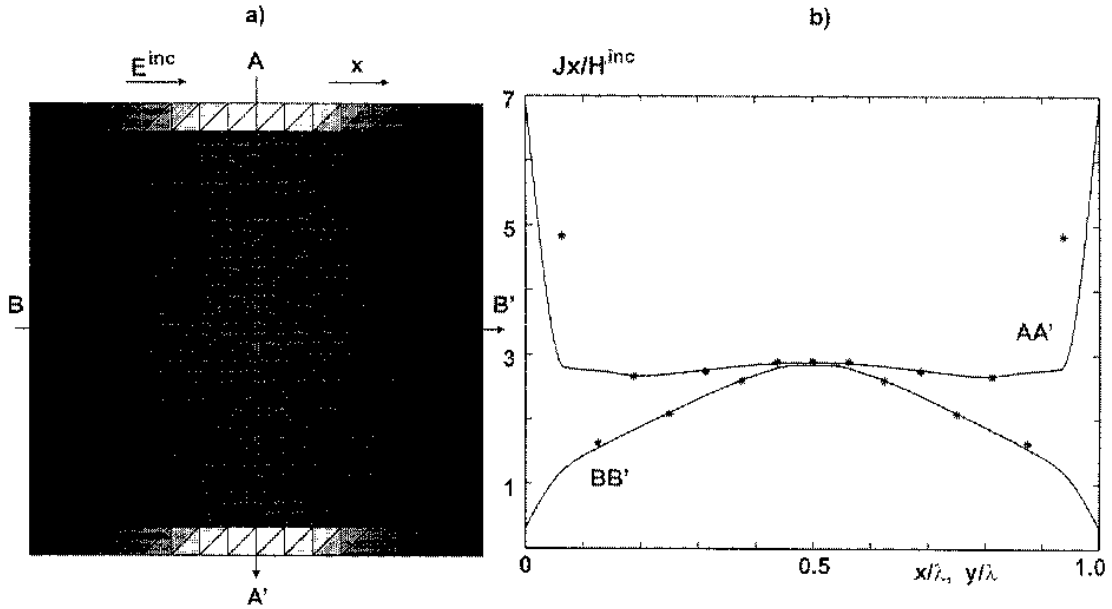 a)
E^inc
A
x
B
B'
A'
b)
Jx/H^inc
7
5
3
1
AA'
BB'
0
0.5
1.0
x/λ, y/λ